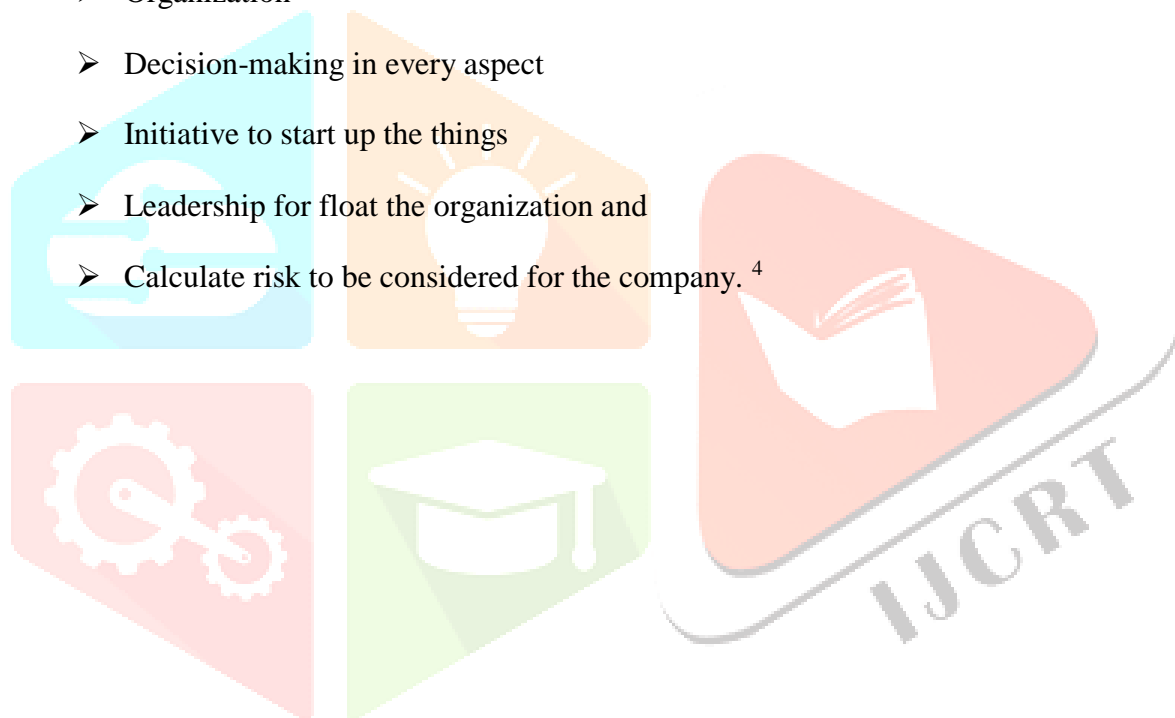 ➢ Organization
➢ Decision-making in every aspect
➢ Initiative to start up the things
➢ Leadership for float the organization and
➢ Calculate risk to be considered for the company. 4
IJCRT